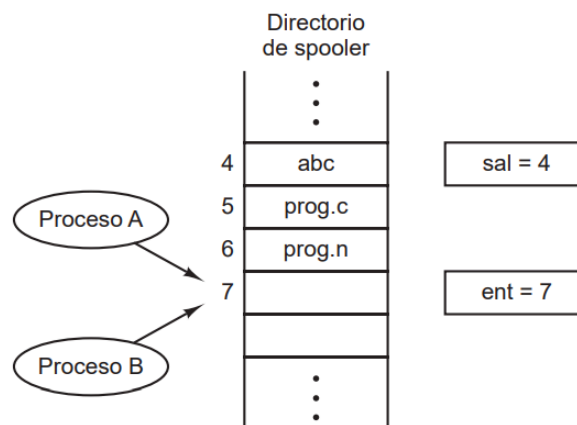 Directorio
de spooler
4 abc sal = 4
5 prog.c
Proceso A
6 prog.n
7 ent = 7
Proceso B